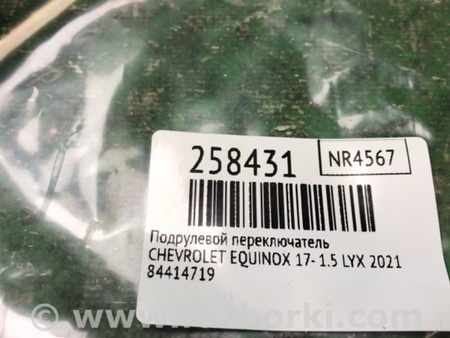 258431
NR4567
Подрулевой переключатель
CHEVROLET EQUINOX 17- 1.5 LYX 2021
84414719